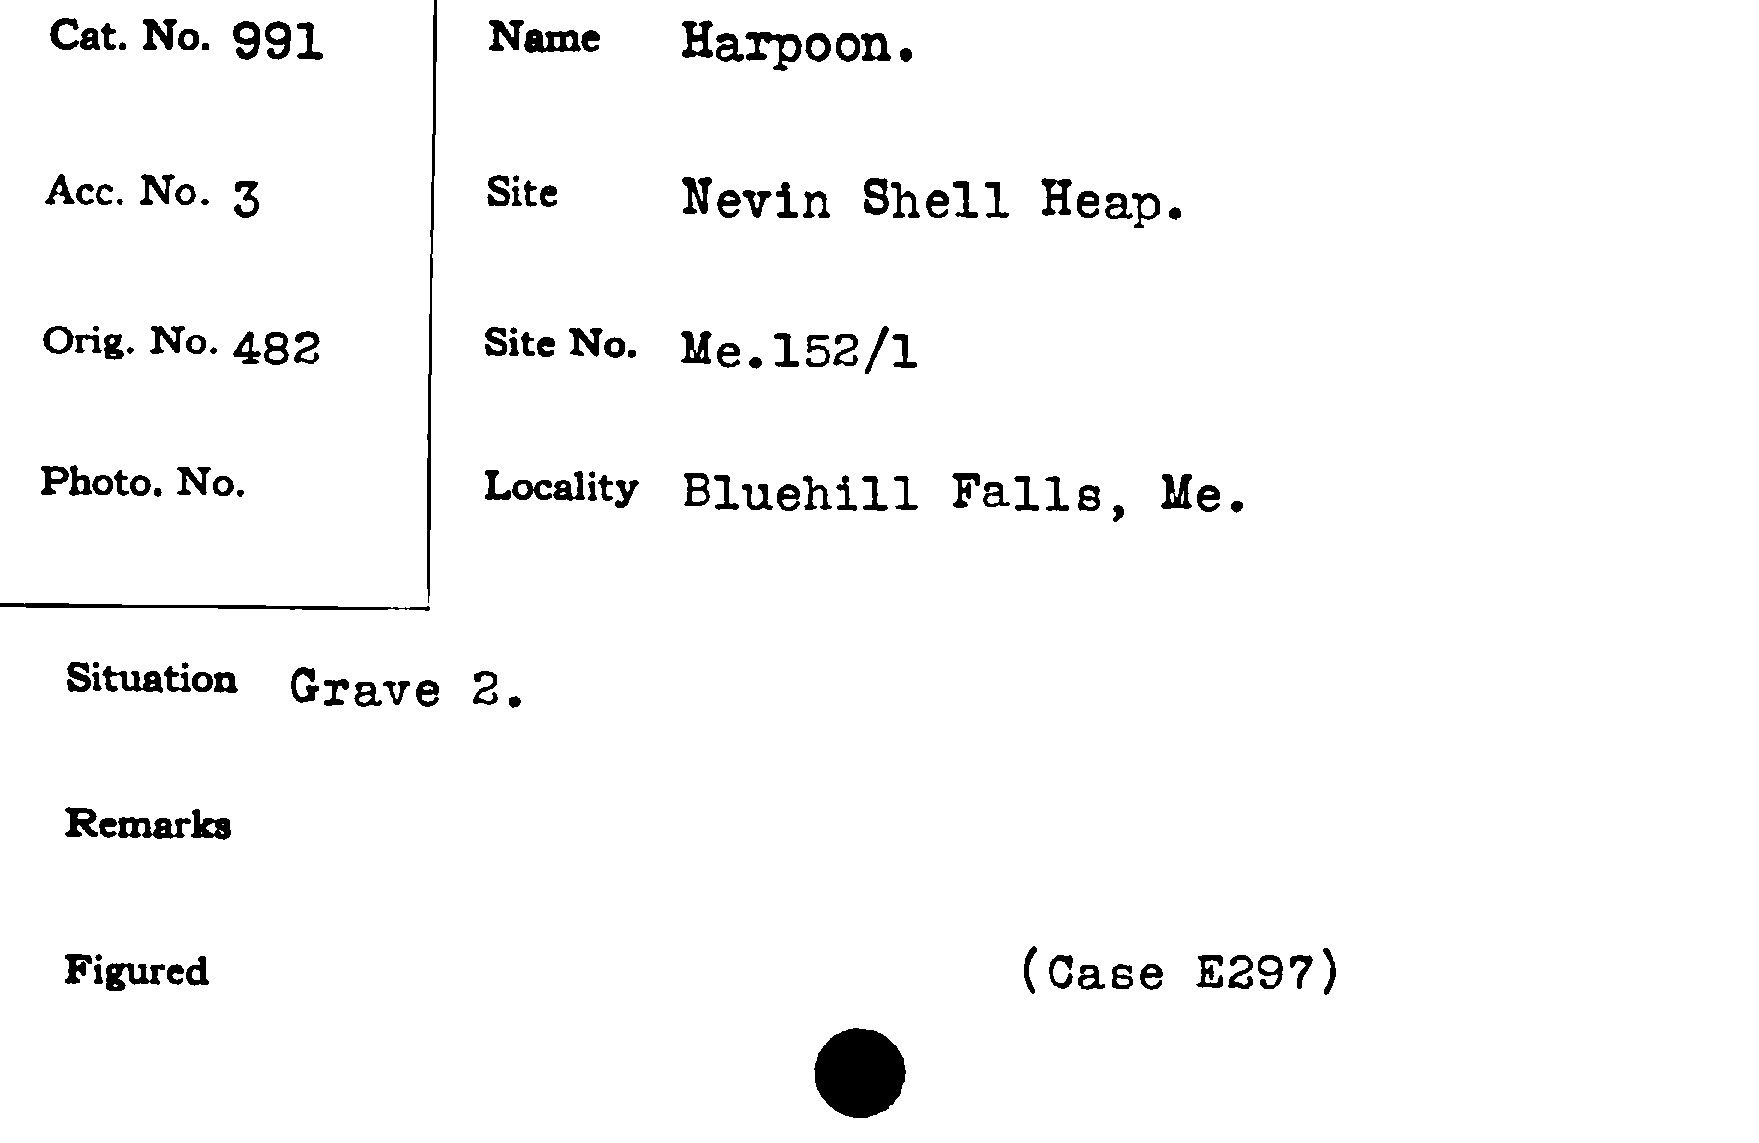 Cat. No. 991
Name Harpoon.
Acc. No. 3
Site Nevin Shell Heap.
Orig. No. 482
Site No. Me.152/1
Photo. No.
Locality Bluehill Falls, Me.
Situation Grave 2.
Remarks
Figured (Case E297)